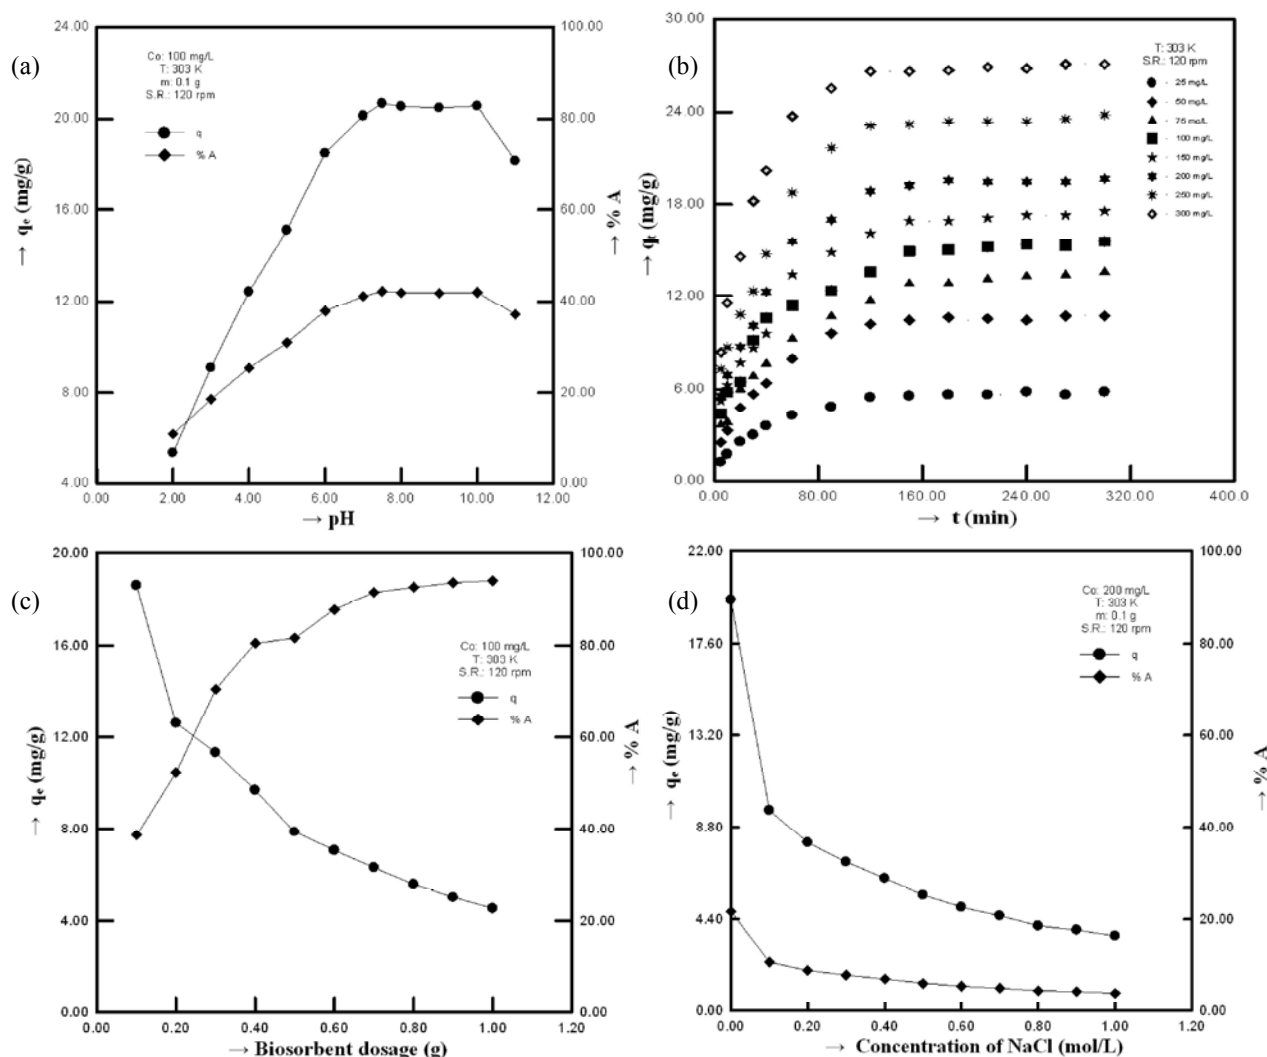 (a)
24.00
20.00
16.00
12.00
8.00
4.00
→ qe (mg/g)
Co: 100 mg/L
T: 303 K
m: 0.1 g
S.R.: 120 rpm
q
% A
100.00
80.00
60.00
40.00
20.00
0.00
→ % A
0.00 2.00 4.00 6.00 8.00 10.00 12.00
→ pH
(b)
30.00
24.00
18.00
12.00
6.00
0.00
→ qt (mg/g)
T: 303 K
S.R.: 120 rpm
25 mg/L
50 mg/L
75 mg/L
100 mg/L
150 mg/L
200 mg/L
250 mg/L
300 mg/L
0.00 80.00 160.00 240.00 320.00 400.0
→ t (min)
(c)
20.00
16.00
12.00
8.00
4.00
0.00
→ qe (mg/g)
Co: 100 mg/L
T: 303 K
S.R.: 120 rpm
q
% A
100.00
80.00
60.00
40.00
20.00
0.00
→ % A
0.00 0.20 0.40 0.60 0.80 1.00 1.20
→ Biosorbent dosage (g)
(d)
22.00
17.60
13.20
8.80
4.40
0.00
→ qe (mg/g)
Co: 200 mg/L
T: 303 K
m: 0.1 g
S.R.: 120 rpm
q
% A
100.00
80.00
60.00
40.00
20.00
0.00
→ % A
0.00 0.20 0.40 0.60 0.80 1.00 1.20
→ Concentration of NaCl (mol/L)